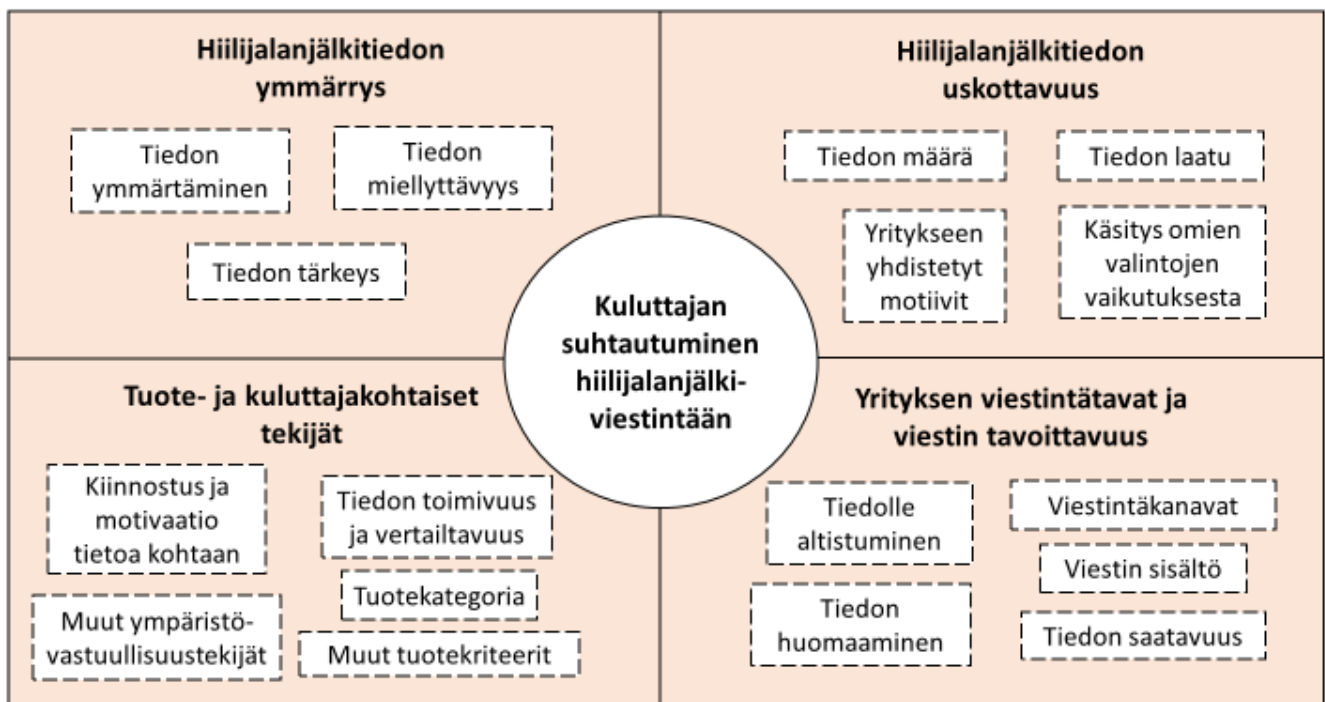 Hiilijalanjälkitiedon
ymmärrys
Tiedon
ymmärtäminen
Tiedon
miellyttävyys
Tiedon tärkeys
Hiilijalanjälkitiedon
uskottavuus
Tiedon määrä
Tiedon laatu
Yritykseen
yhdistetyt
motiivit
Käsitys omien
valintojen
vaikutuksesta
Kuluttajan
suhtautuminen
hiilijalanjälki-
viestintään
Tuote- ja kuluttajakohtaiset
tekijät
Kiinnostus ja
motivaatio
tietoa kohtaan
Tiedon toimivuus
ja vertailtavuus
Tuotekategoria
Muut ympäristö-
vastuullisuustekijät
Muut tuotekriteerit
Yrityksen viestintätavat ja
viestin tavoittavuus
Tiedolle
altistuminen
Viestintäkanavat
Viestin sisältö
Tiedon
huomaaminen
Tiedon saatavuus